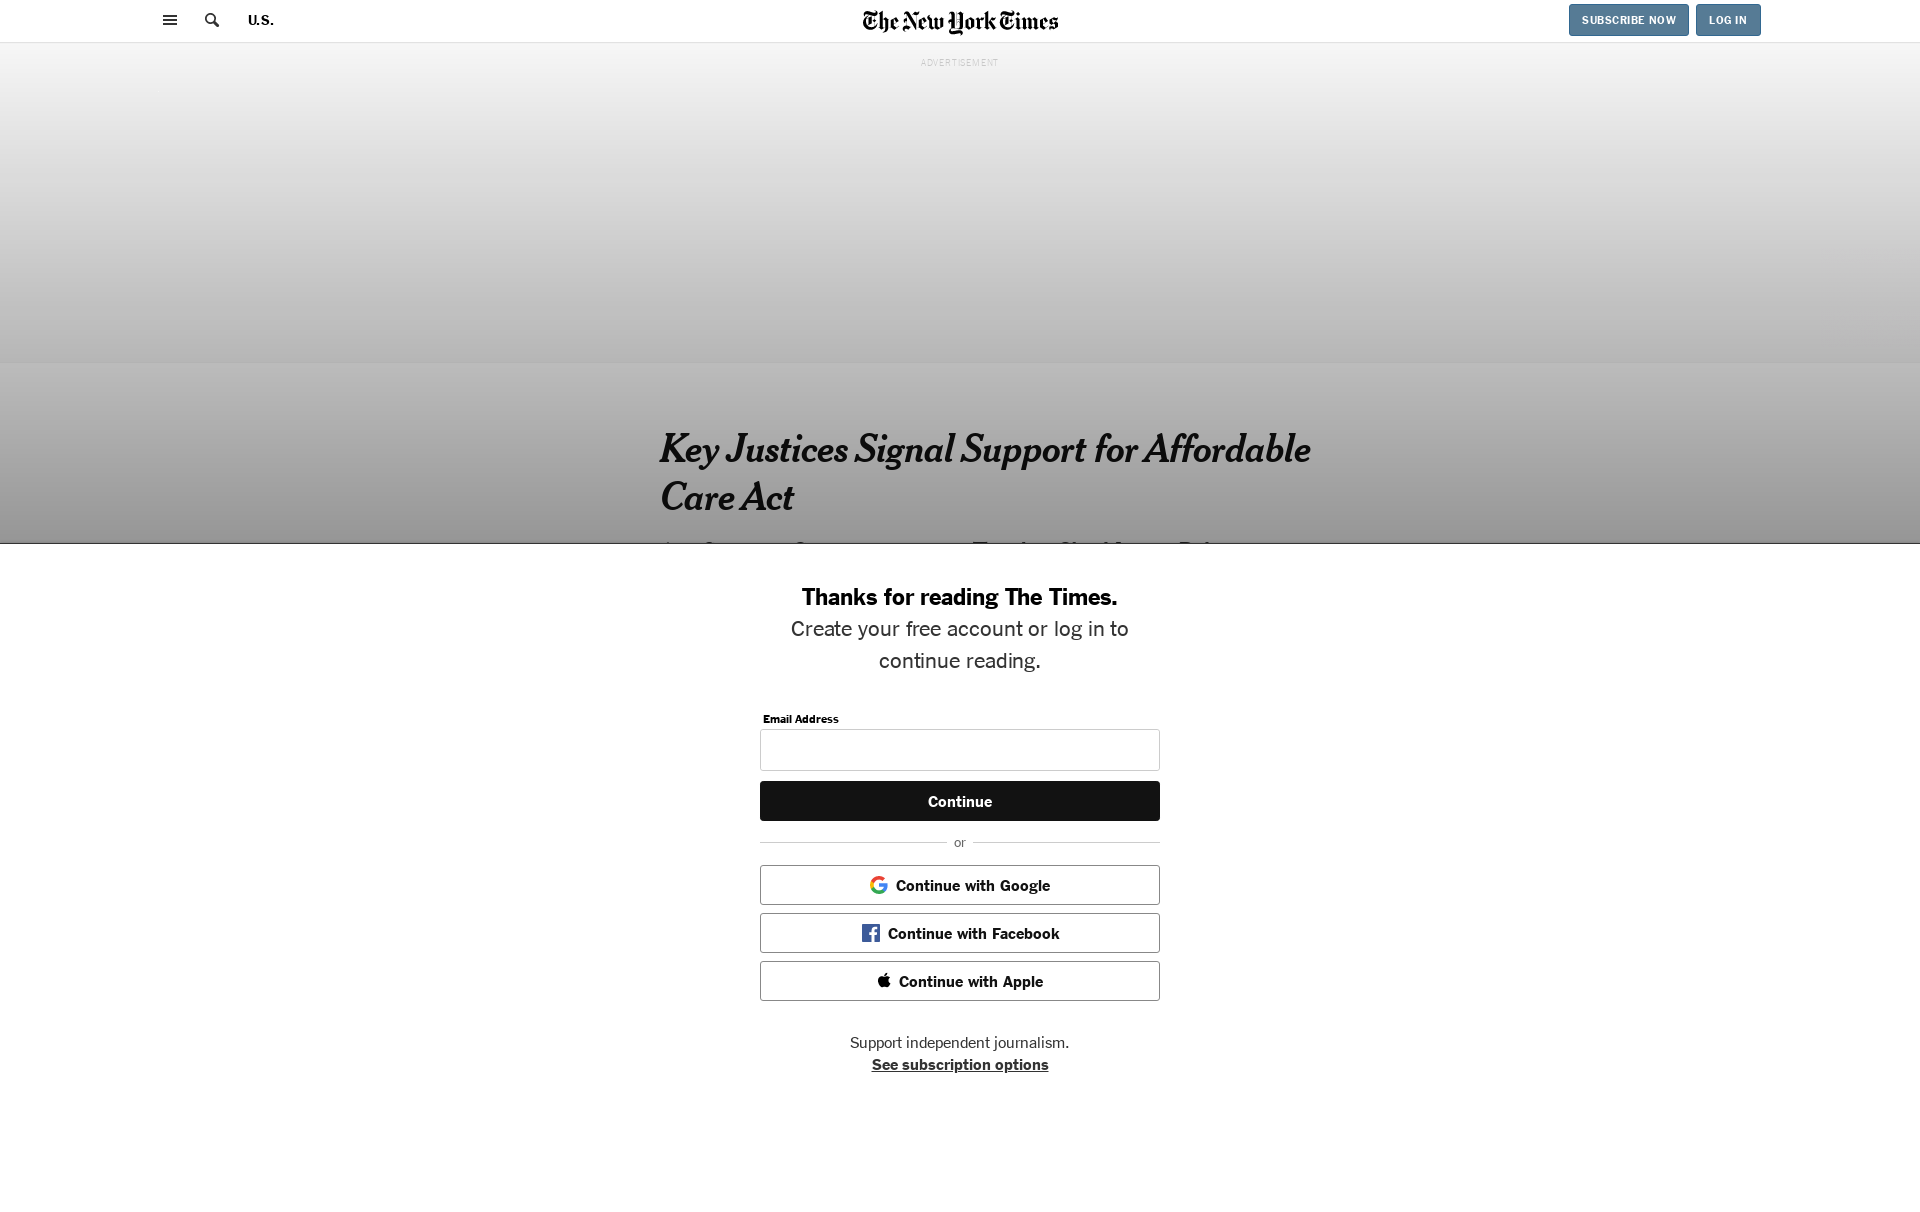 U.S.
The New York Times
SUBSCRIBE NOW
LOG IN
ADVERTISEMENT
Key Justices Signal Support for Affordable
Care Act
Thanks for reading The Times.
Create your free account or log in to
continue reading.
Email Address
Continue
or
Continue with Google
Continue with Facebook
Continue with Apple
Support independent journalism.
See subscription options